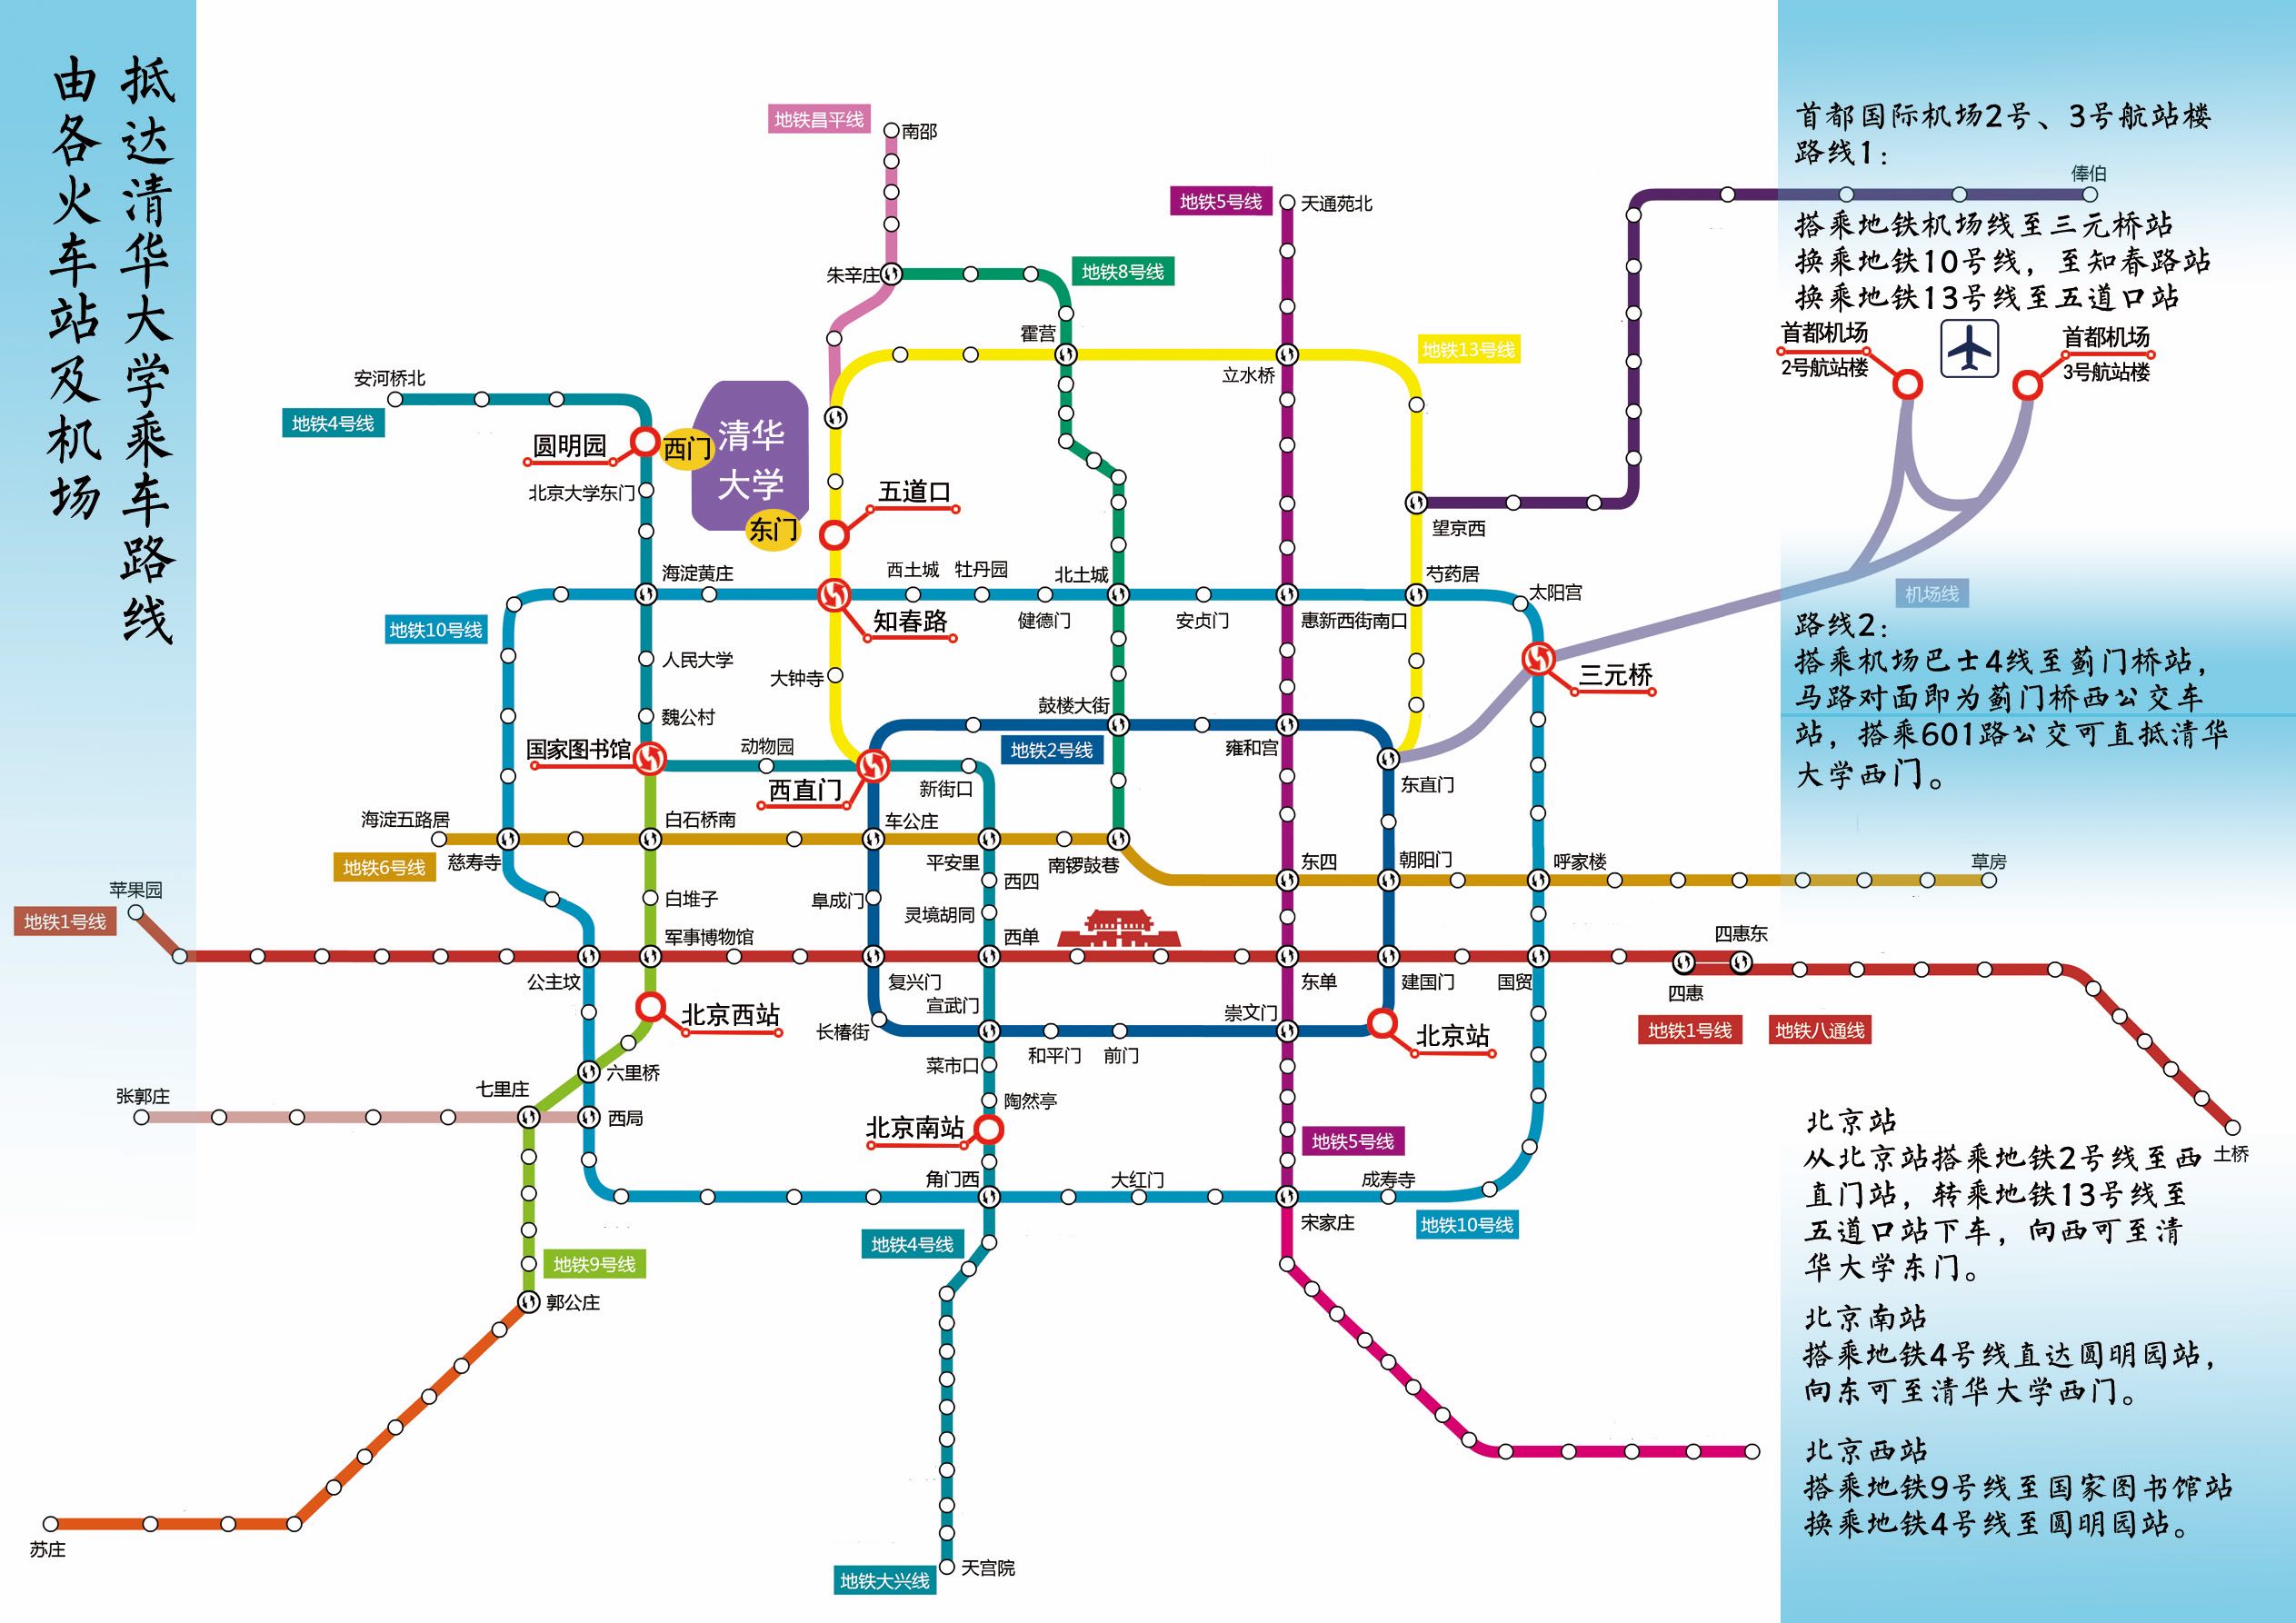 由各火车站及机场
抵达清华大学乘车路线
地铁昌平线
南邵
地铁5号线
天通苑北
朱辛庄
地铁8号线
霍营
立水桥
地铁13号线
安河桥北
地铁4号线
圆明园
西门
清华
大学
东门
北京大学东门
五道口
望京西
海淀黄庄
西土城
牡丹园
北土城
芍药居
太阳宫
地铁10号线
知春路
健德门
安贞门
惠新西街南口
人民大学
大钟寺
三元桥
魏公村
鼓楼大街
国家图书馆
动物园
地铁2号线
雍和宫
西直门
新街口
东直门
海淀五路居
白石桥南
车公庄
地铁6号线
慈寿寺
平安里
南锣鼓巷
东四
朝阳门
呼家楼
草房
苹果园
白堆子
阜成门
西四
灵境胡同
地铁1号线
军事博物馆
西单
四惠东
公主坟
复兴门
东单
建国门
国贸
四惠
北京西站
宣武门
崇文门
长椿街
和平门
前门
北京站
地铁1号线
地铁八通线
六里桥
菜市口
张郭庄
七里庄
西局
陶然亭
北京南站
地铁5号线
土桥
角门西
大红门
成寿寺
宋家庄
地铁10号线
地铁4号线
地铁9号线
郭公庄
苏庄
地铁大兴线
天宫院
首都国际机场2号、3号航站楼
路线1:
俸伯
搭乘地铁机场线至三元桥站
换乘地铁10号线，至知春路站
换乘地铁13号线至五道口站
首都机场
2号航站楼
首都机场
3号航站楼
机场线
路线2:
搭乘机场巴士4线至蓟门桥站，
马路对面即为蓟门桥西公交车
站，搭乘601路公交可直抵清华
大学西门。
北京站
从北京站搭乘地铁2号线至西
直门站，转乘地铁13号线至
五道口站下车，向西可至清
华大学东门。
北京南站
搭乘地铁4号线直达圆明园站，
向东可至清华大学西门。
北京西站
搭乘地铁9号线至国家图书馆站
换乘地铁4号线至圆明园站。